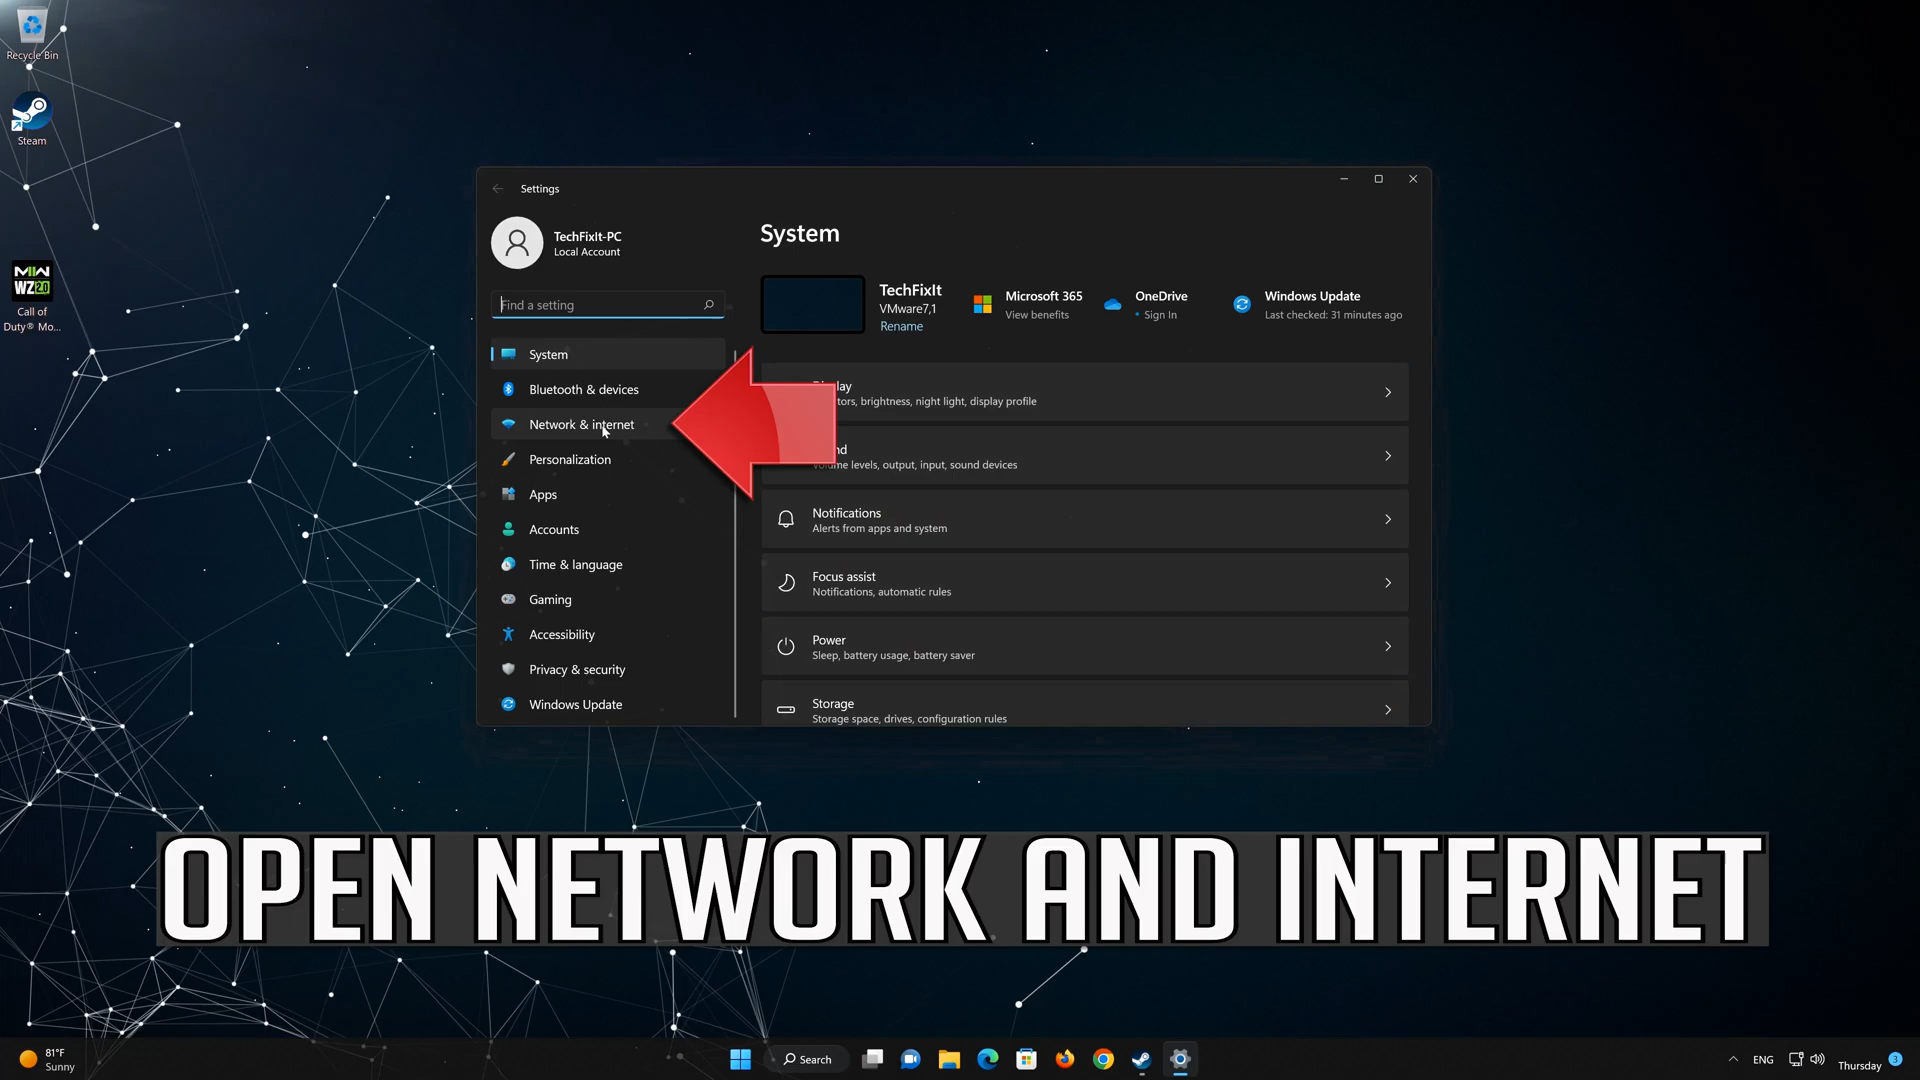 Recycle Bin
Steam
MW
WZ2.0
Call of
Duty® Mo...
Settings
TechFixIt-PC
Local Account
Find a setting
System
Bluetooth & devices
Network & internet
Personalization
Apps
Accounts
Time & language
Gaming
Accessibility
Privacy & security
Windows Update
System
TechFixIt
VMware7,1
Rename
Microsoft 365
View benefits
OneDrive
• Sign In
Windows Update
Last checked: 31 minutes ago
brightness, night light, display profile
levels, output, input, sound devices
Notifications
Alerts from apps and system
Focus assist
Notifications, automatic rules
Power
Sleep, battery usage, battery saver
Storage
Storage space, drives, configuration rules
OPEN NETWORK AND INTERNET
81°F
Sunny
Search
ENG
Thursday
3